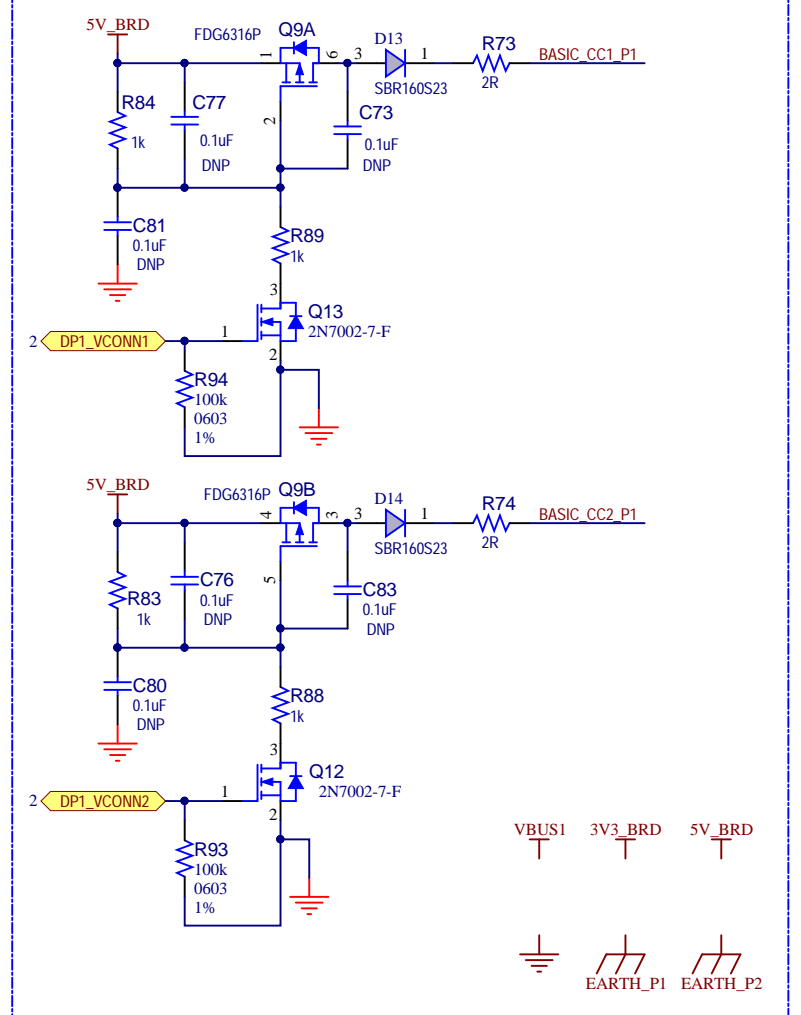 5V_BRD
FDG6316P
Q9A
1
6
2
D13
3
1
SBR160S23
R73
2R
BASIC_CC1_P1
R84
1k
C77
0.1uF
DNP
C73
0.1uF
DNP
C81
0.1uF
DNP
R89
1k
3
Q13
2N7002-7-F
1
2
2
DP1_VCONN1
R94
100k
0603
1%
5V_BRD
FDG6316P
Q9B
4
3
5
D14
3
1
SBR160S23
R74
2R
BASIC_CC2_P1
R83
1k
C76
0.1uF
DNP
C83
0.1uF
DNP
C80
0.1uF
DNP
R88
1k
3
Q12
2N7002-7-F
1
2
2
DP1_VCONN2
R93
100k
0603
1%
VBUS1
3V3_BRD
5V_BRD
EARTH_P1
EARTH_P2